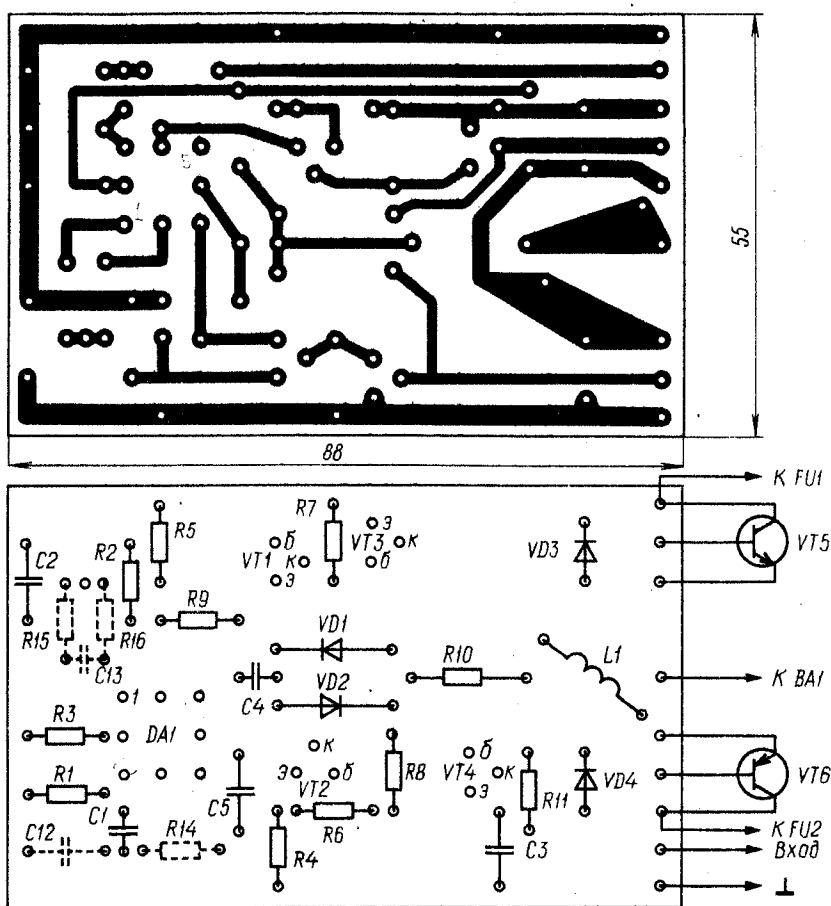 55
88
К FU1
VT5
К BA1
VT6
К FU2
Вход
C2
R2
R5
R7
б
VT1
к
э
э
VT3
к
б
VD3
R15
R16
C13
R9
VD1
VD2
C4
R10
L1
1
DA1
R3
R1
C12
C1
R14
C5
к
э
б
VT2
R8
R6
R4
б
VT4
к
э
R11
C3
VD4